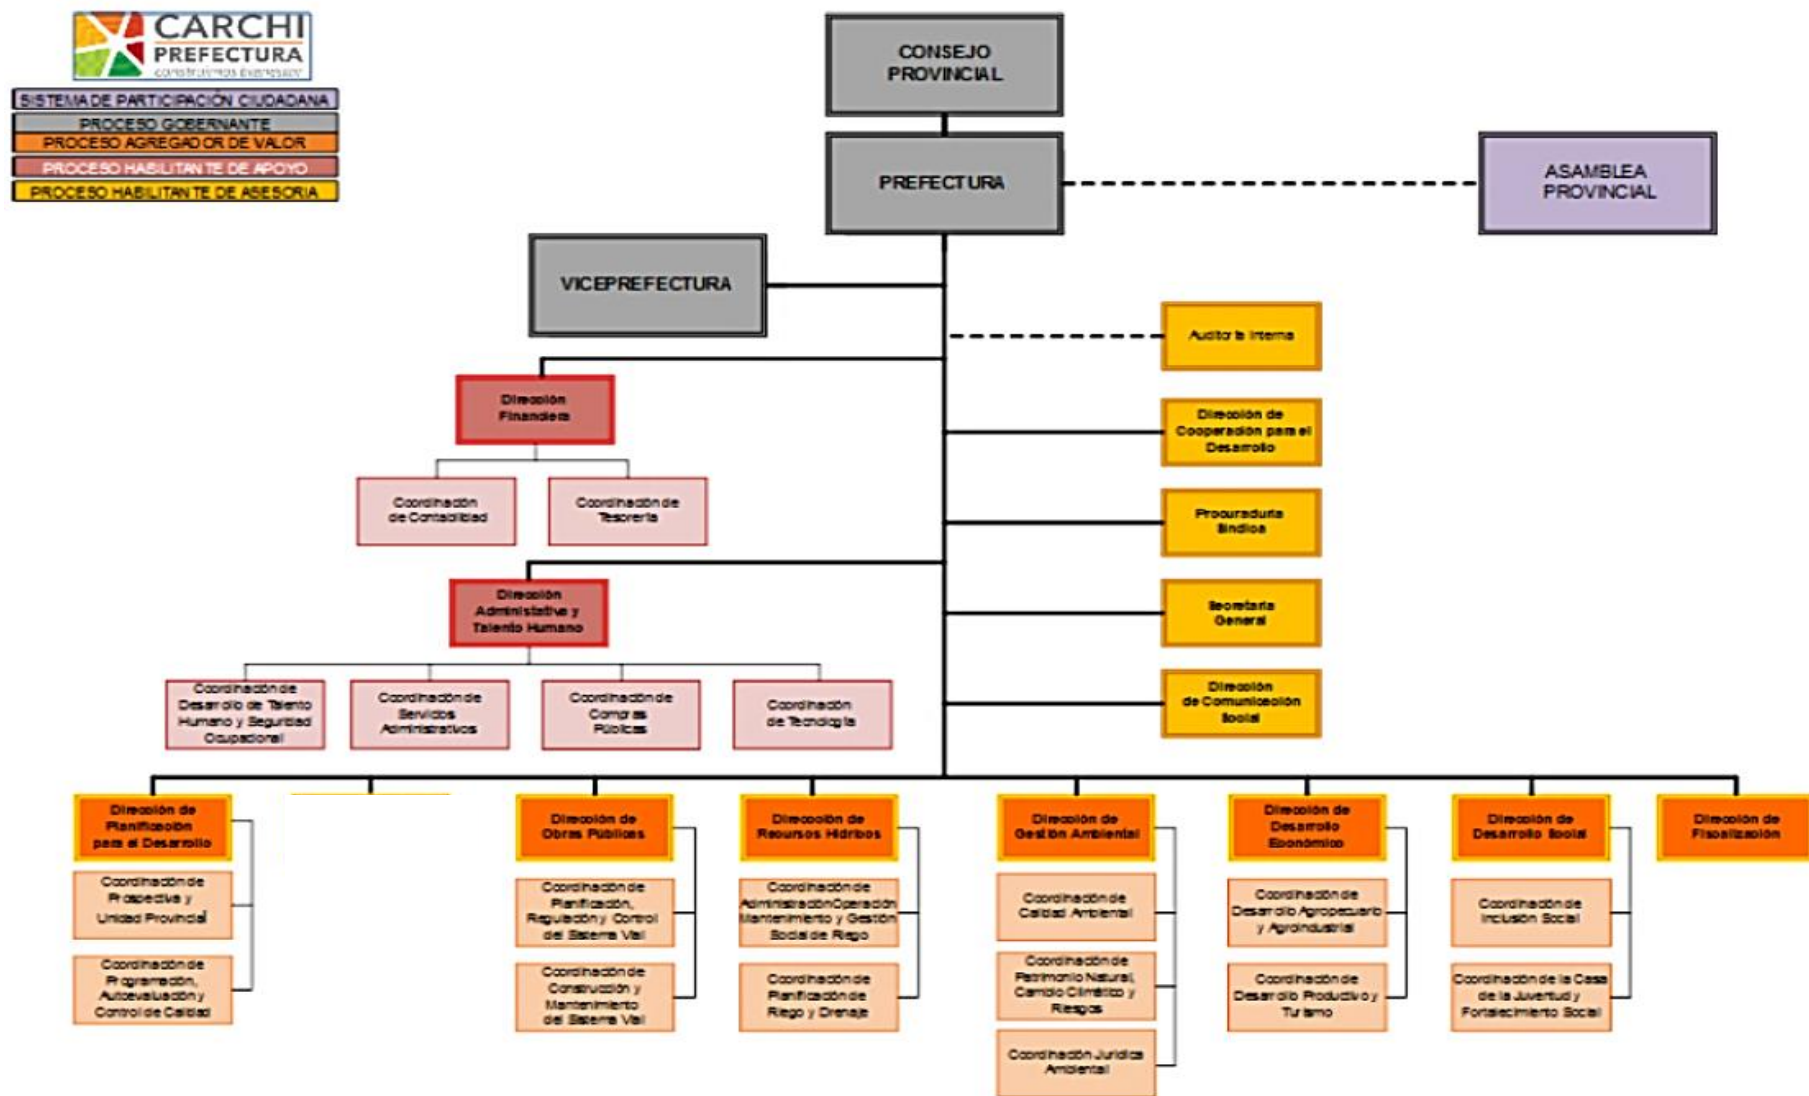 CARCHI
PREFECTURA
SISTEMA DE PARTICIPACIÓN CIUDADANA
PROCESO GOBERNANTE
PROCESO AGREGADOR DE VALOR
PROCESO HABILITANTE DE APOYO
PROCESO HABILITANTE DE ASESORIA
CONSEJO
PROVINCIAL
PREFECTURA
ASAMBLEA
PROVINCIAL
VICEPREFECTURA
Auditoría Interna
Dirección
Financiera
Dirección de
Cooperación para el
Desarrollo
Coordinación
de Contabilidad
Coordinación de
Tesorería
Procuraduría
Síndica
Dirección
Administativa y
Talento Humano
Secretaría
General
Coordinación de
Desarrollo de Talento
Humano y Seguridad
Ocupacional
Coordinación de
Servicios
Administrativos
Coordinación de
Compras
Públicas
Coordinación
de Tecnología
Dirección
de Comunicación
Social
Dirección de
Planificación
para el Desarrollo
Dirección de
Obras Públicas
Dirección de
Recursos Hídricos
Dirección de
Gestión Ambiental
Dirección de
Desarrollo
Económico
Dirección de
Desarrollo Social
Dirección de
Fiscalización
Coordinación de
Prospectiva y
Unidad Provincial
Coordinación de
Planificación,
Regulación y Control
del Sistema Vial
Coordinación de
Administración Operación
Mantenimiento y Gestión
Social de Riego
Coordinación de
Calidad Ambiental
Coordinación de
Desarrollo Agropecuario
y Agroindustrial
Coordinación de
Inclusión Social
Coordinación de
Programación,
Autoevaluación y
Control de Calidad
Coordinación de
Construcción y
Mantenimiento
del Sistema Vial
Coordinación de
Planificación de
Riego y Drenaje
Coordinación de
Patrimonio Natural,
Cambio Climático y
Riesgos
Coordinación de
Desarrollo Productivo y
Turismo
Coordinación de la Casa
de la Juventud y
Fortalecimiento Social
Coordinación Jurídica
Ambiental